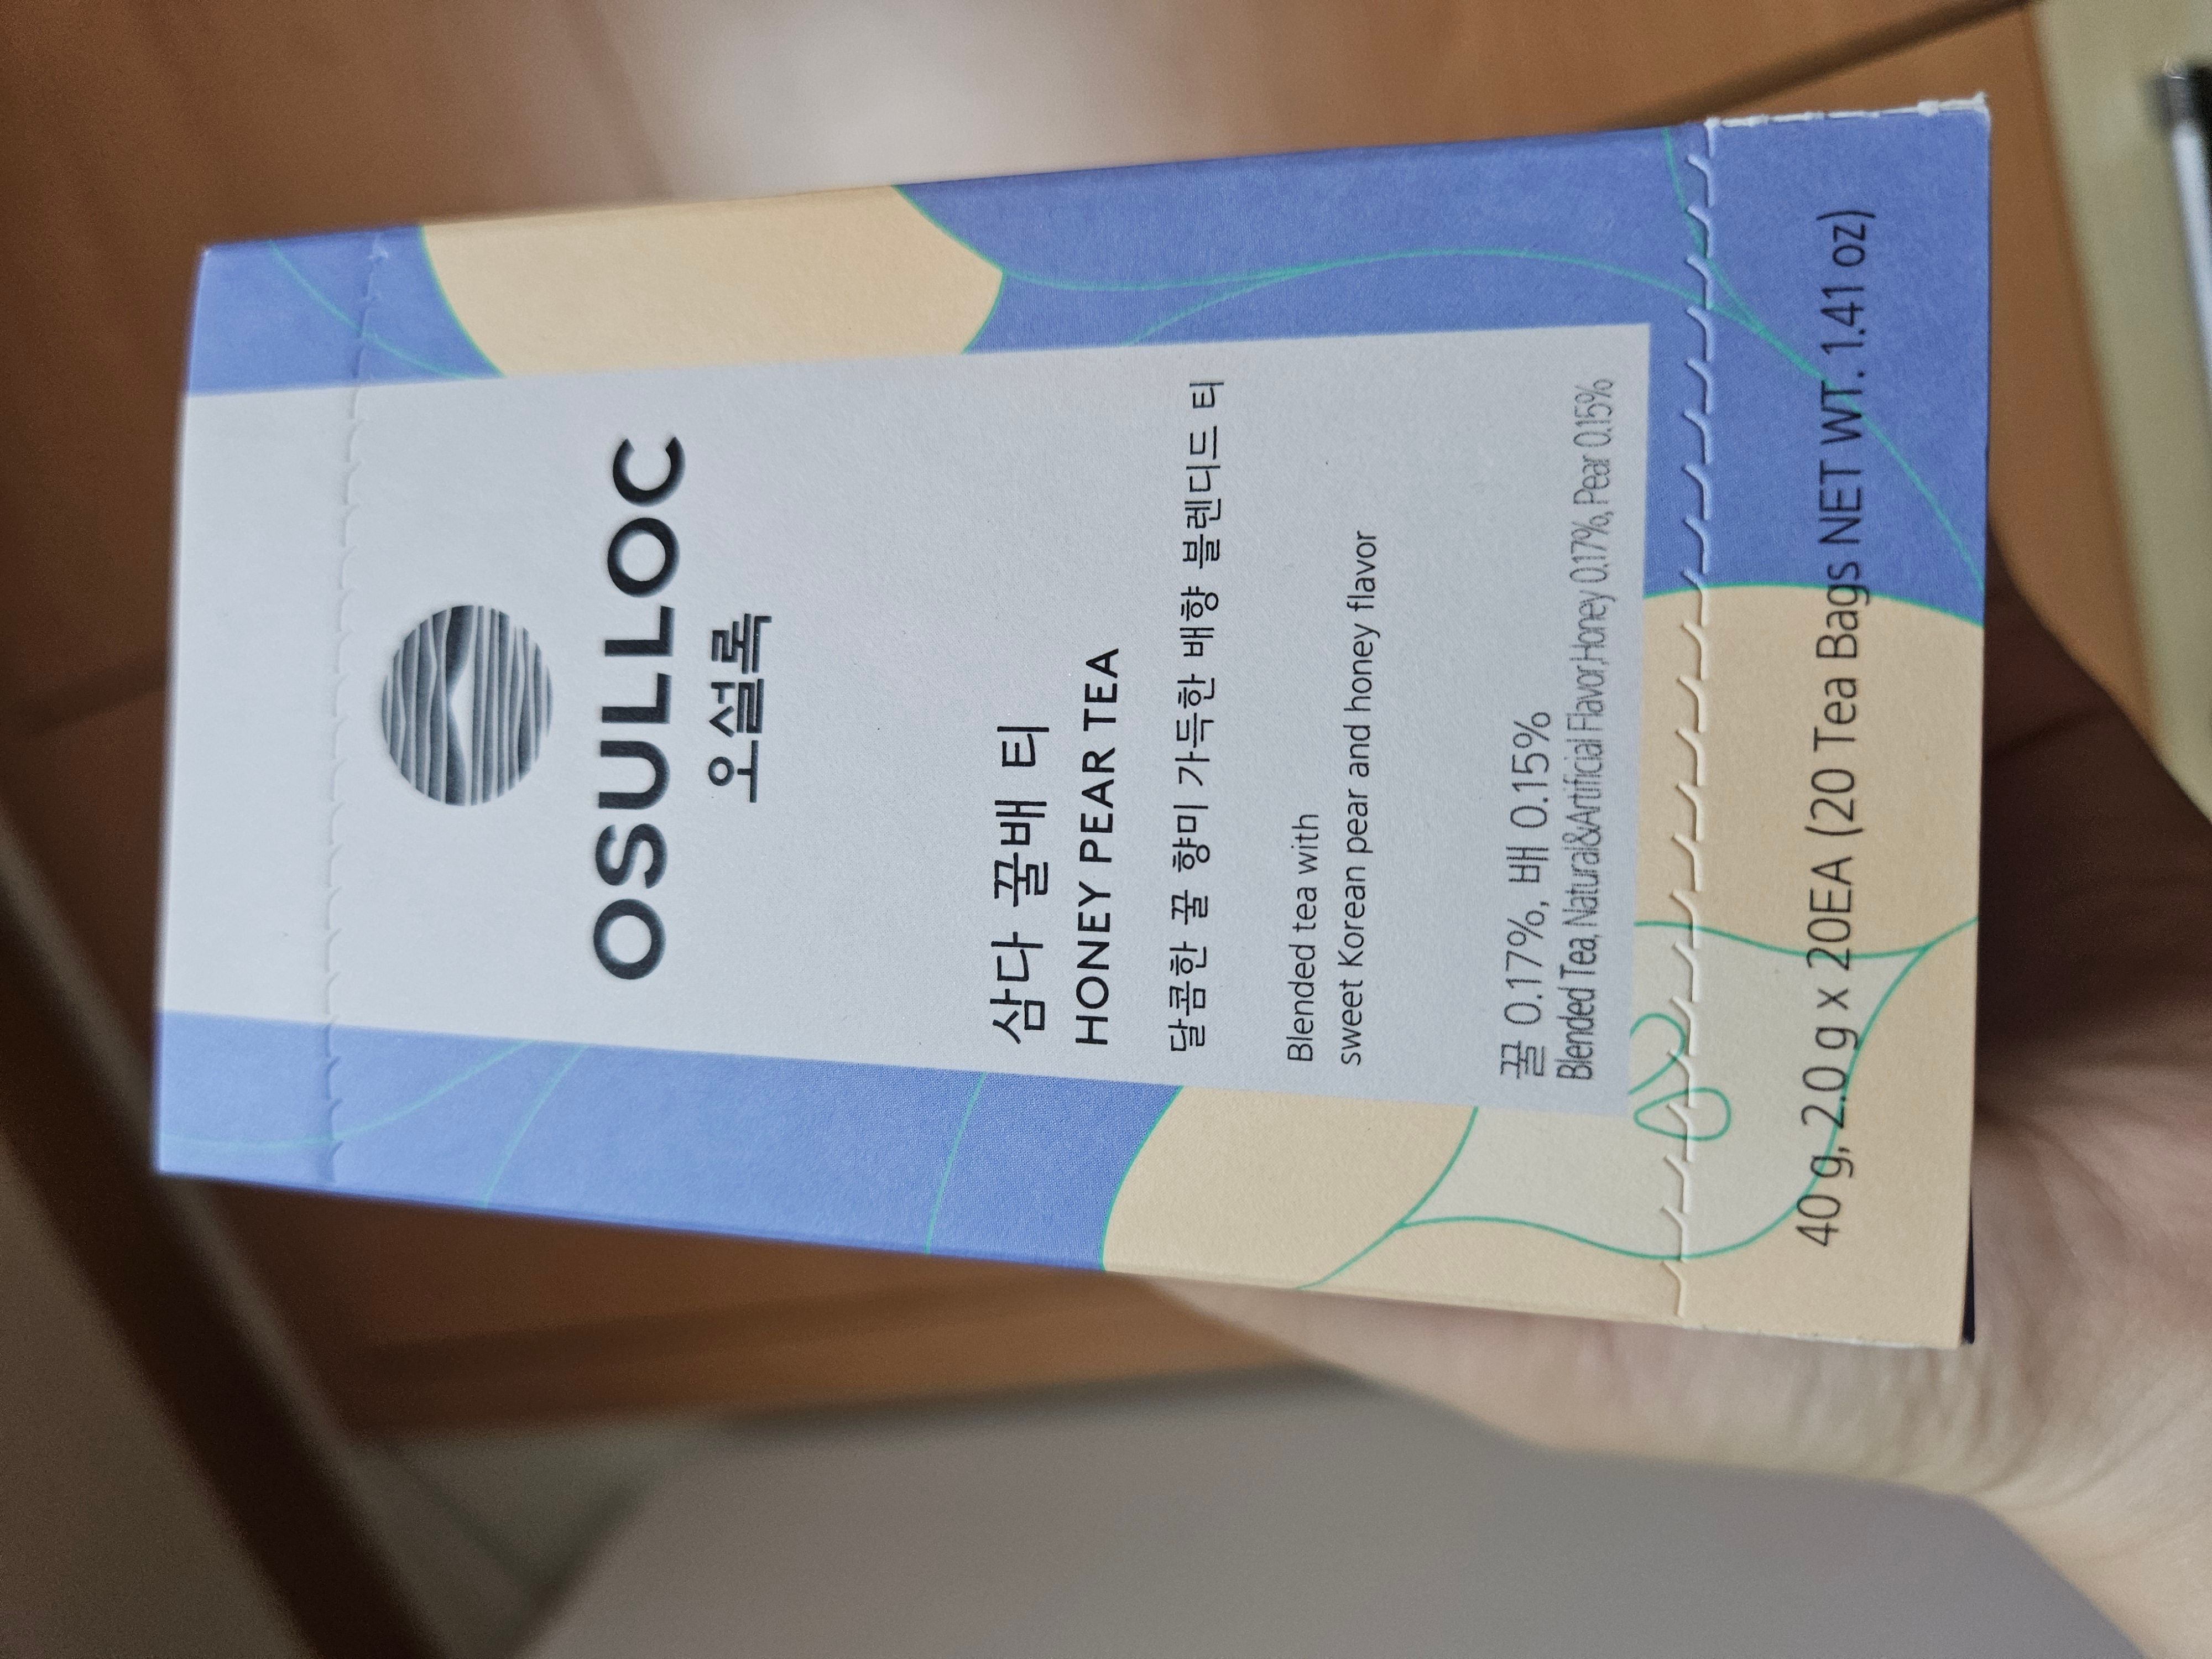 OSULLOC
오설록
삼다 꿀배 티
HONEY PEAR TEA
달콤한 꿀 향미 가득한 배향 블렌디드 티
Blended tea with
sweet Korean pear and honey flavor
꿀 0.17%, 배 0.15%
Blended Tea, Natural&Artificial Flavor,Honey 0.17%, Pear 0.15%
40 g, 2.0 g x 20EA (20 Tea Bags NET WT. 1.41 oz)